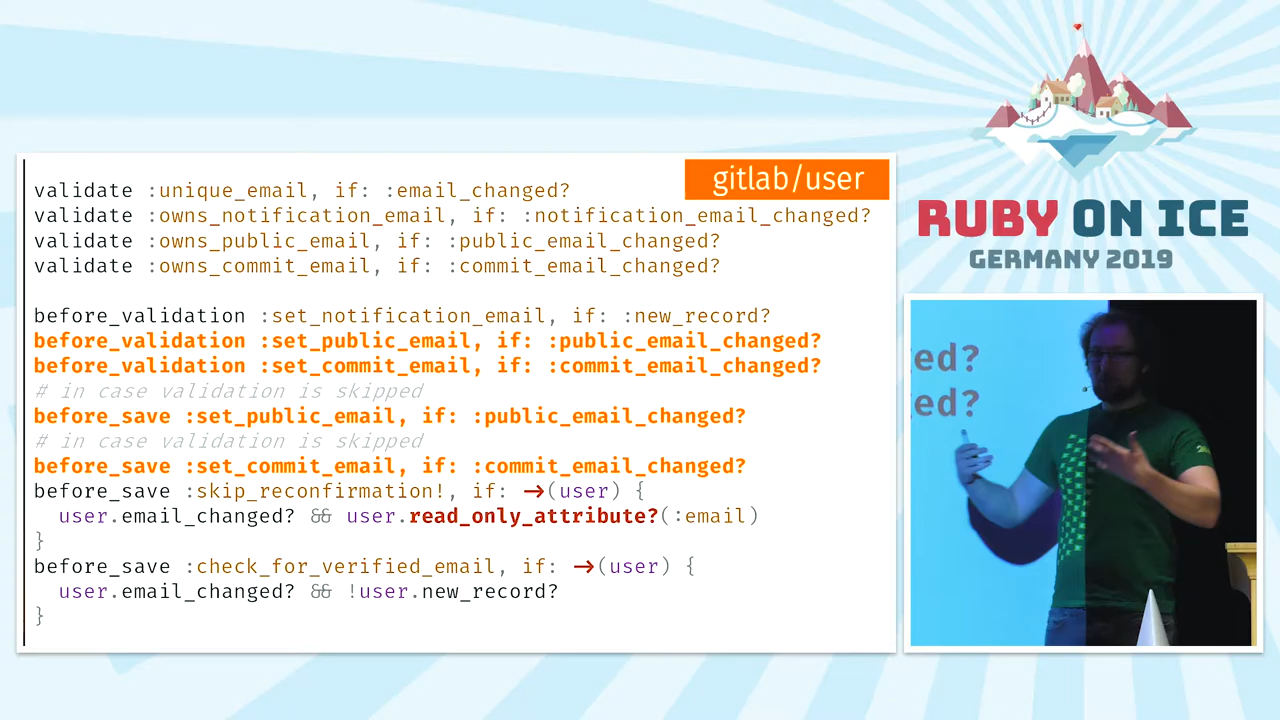 gitlab/user
validate :unique_email, if: :email_changed?
validate :owns_notification_email, if: :notification_email_changed?
validate :owns_public_email, if: :public_email_changed?
validate :owns_commit_email, if: :commit_email_changed?
before_validation :set_notification_email, if: :new_record?
before_validation :set_public_email, if: :public_email_changed?
before_validation :set_commit_email, if: :commit_email_changed?
# in case validation is skipped
before_save :set_public_email, if: :public_email_changed?
# in case validation is skipped
before_save :set_commit_email, if: :commit_email_changed?
before_save :skip_reconfirmation!, if: ->(user) {
user.email_changed? && user.read_only_attribute?(:email)
}
before_save :check_for_verified_email, if: ->(user) {
user.email_changed? && !user.new_record?
}
RUBY ON ICE
GERMANY 2019
ged?
ged?